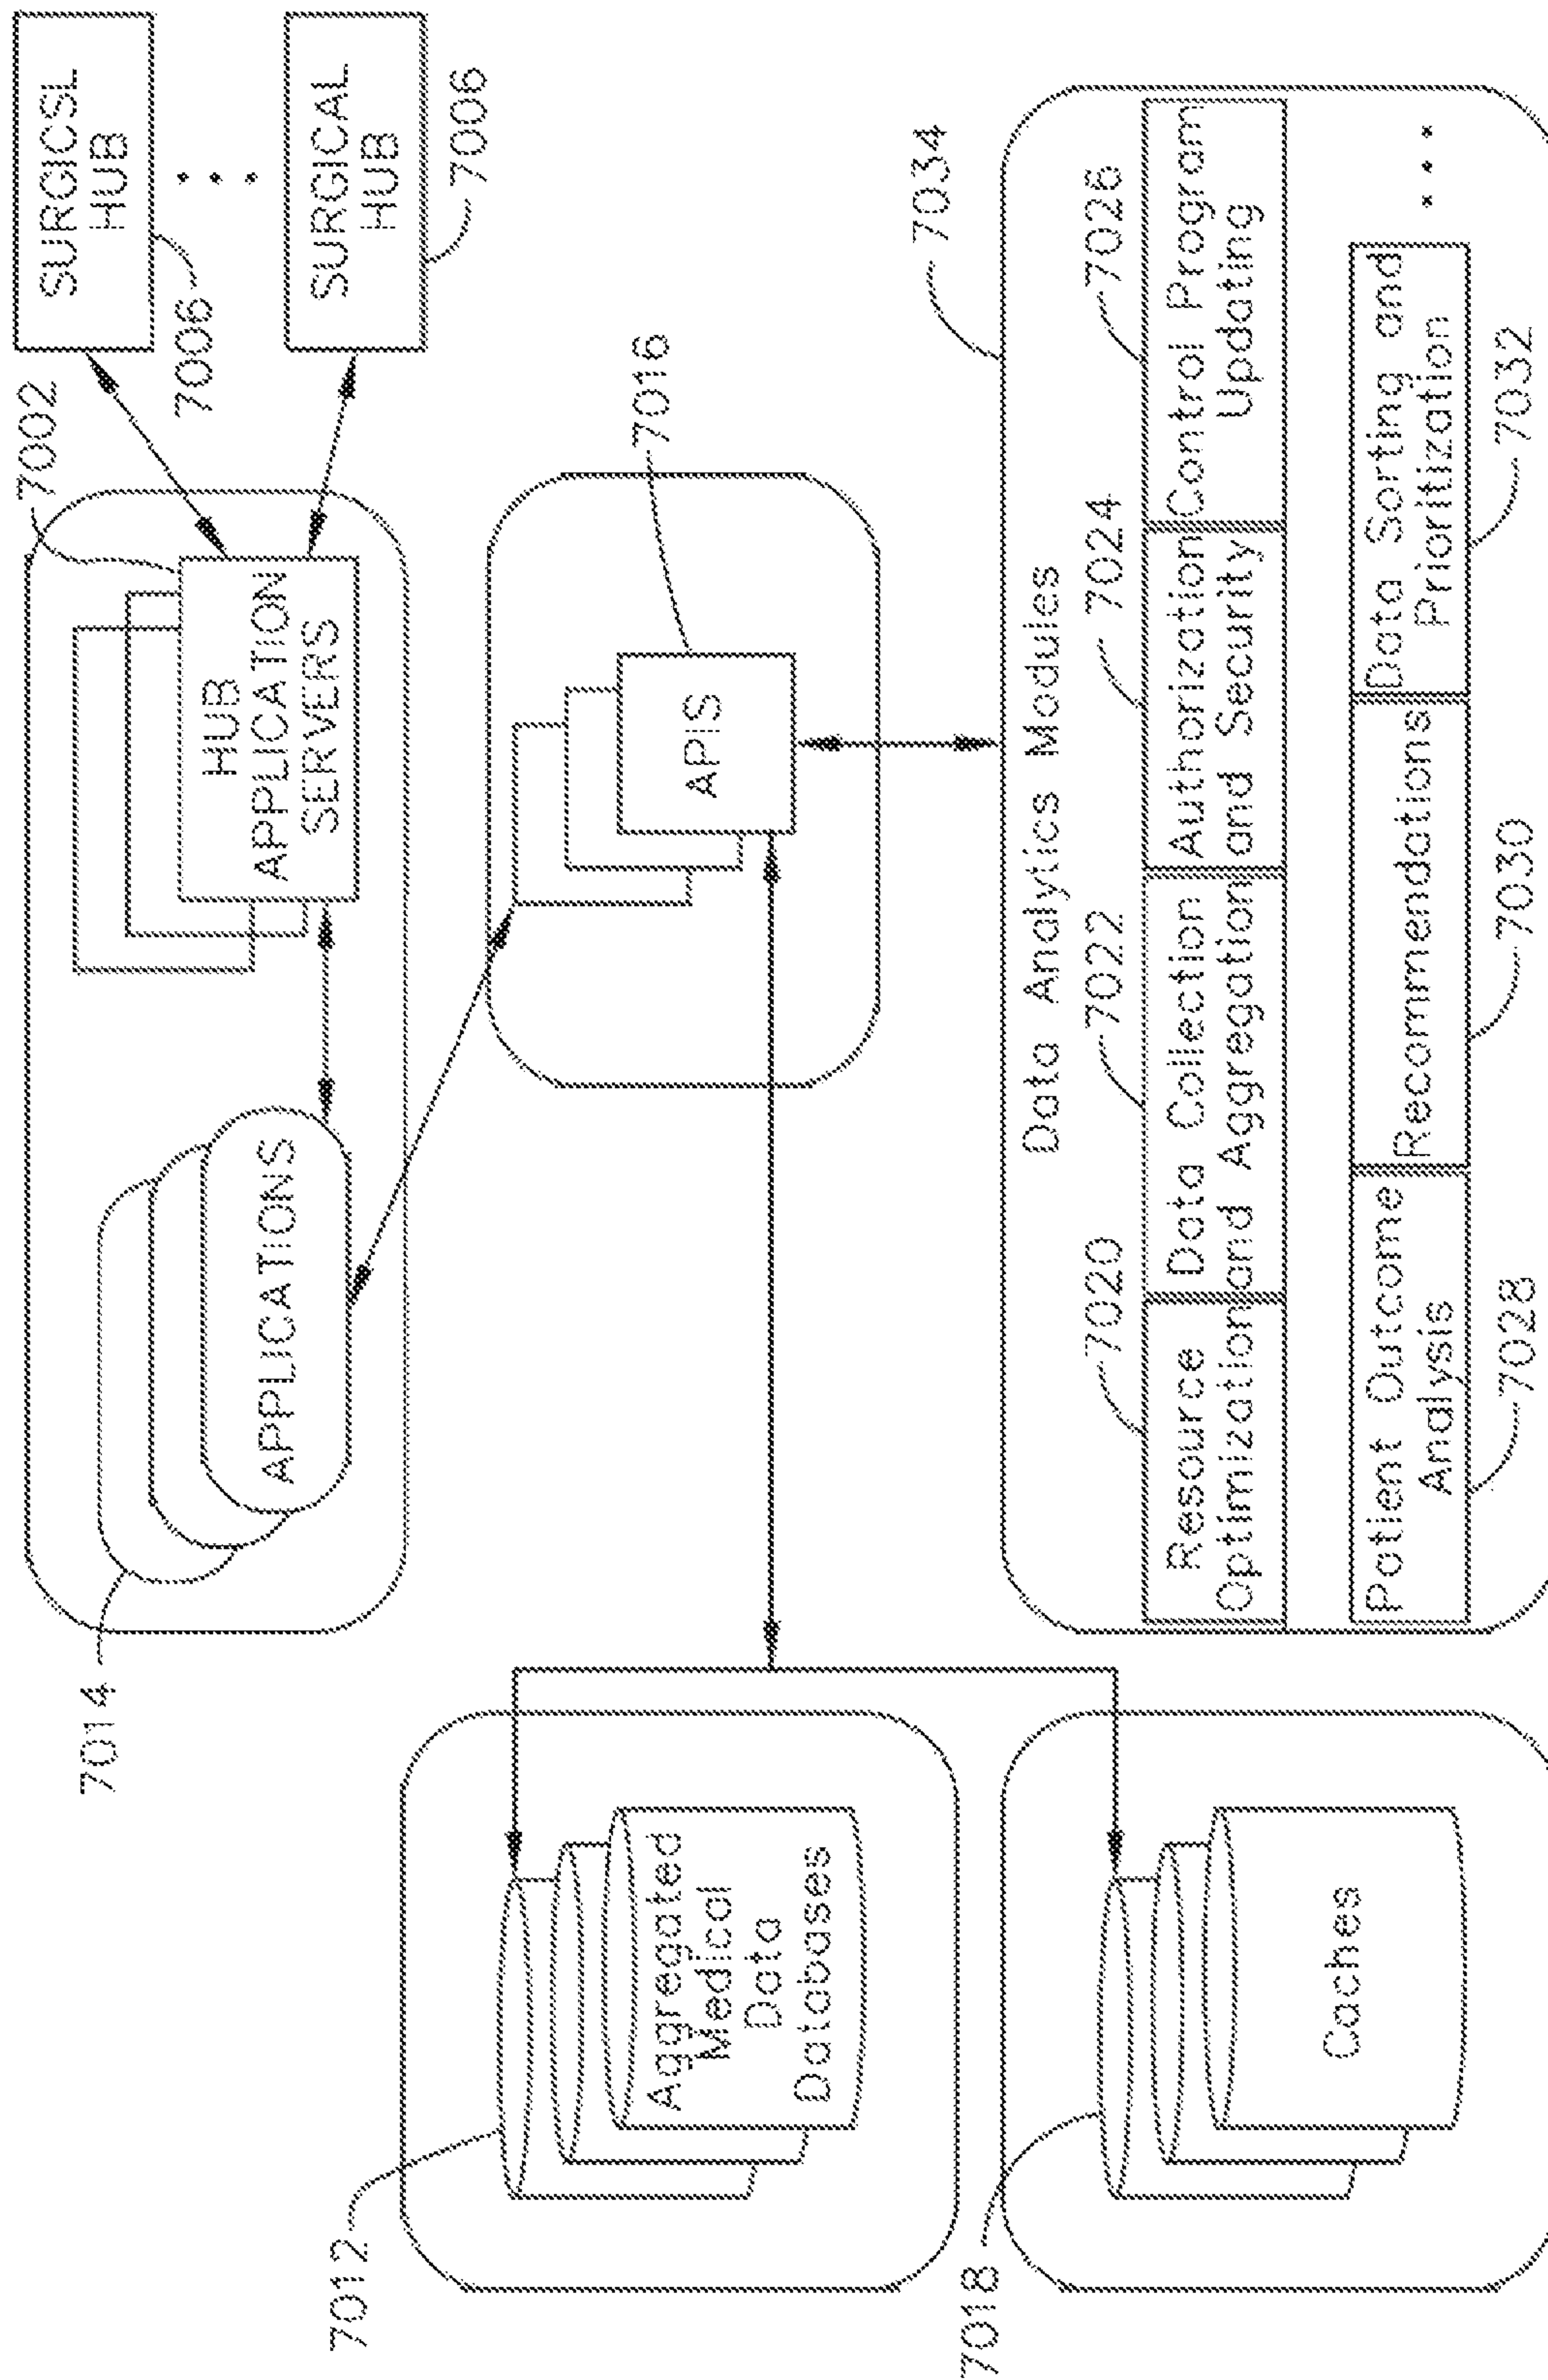 SURGICSL
HUB
7006
SURGICAL
HUB
7006
7002
HUB
APPLICATION
SERVERS
APPLICATIONS
7014
APIS
7016
7034
Data Analytics Modules
7020
7022
7024
7026
Resource
Optimization
Data Collection
and Aggregation
Authorization
and Security
Control Program
Updating
Patient Outcome
Analysis
Recommendations
Data Sorting and
Prioritization
. . .
7028
7030
7032
7012
Aggregated
Medical
Data
Databases
7018
Caches